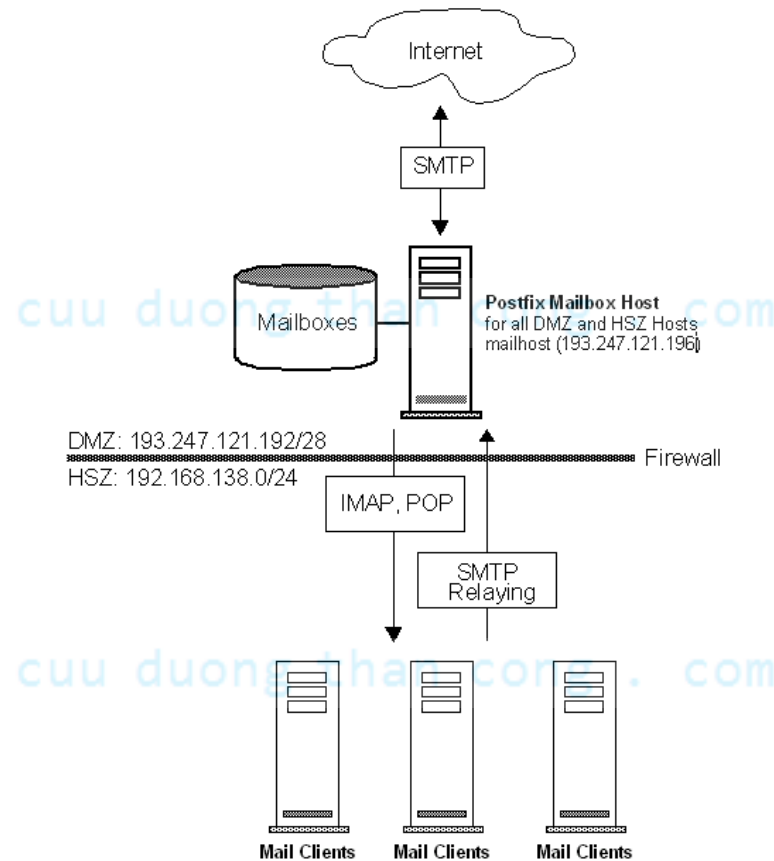 Internet
SMTP
Mailboxes
Postfix Mailbox Host
for all DMZ and HSZ Hosts
mailhost (193.247.121.196)
cuu duong than cong . com
DMZ: 193.247.121.192/28
Firewall
HSZ: 192.168.138.0/24
IMAP, POP
SMTP
Relaying
cuu duong than cong . com
Mail Clients
Mail Clients
Mail Clients